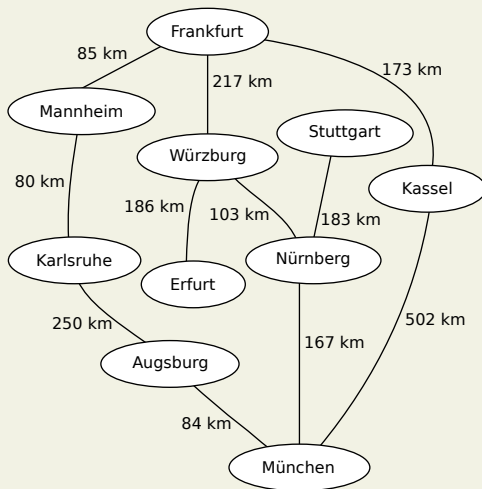 Frankfurt
85 km
217 km
173 km
Mannheim
Stuttgart
Würzburg
80 km
186 km
103 km
183 km
Kassel
Karlsruhe
Erfurt
Nürnberg
250 km
167 km
502 km
Augsburg
84 km
München